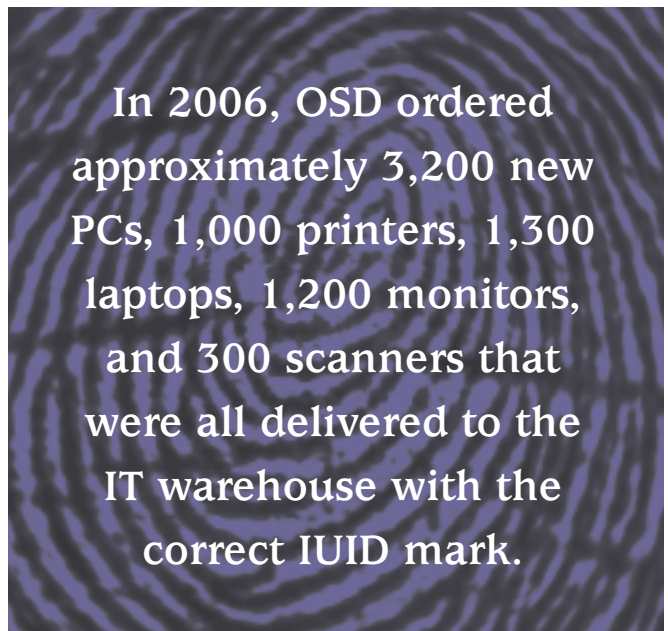 In 2006, OSD ordered
approximately 3,200 new
PCs, 1,000 printers, 1,300
laptops, 1,200 monitors,
and 300 scanners that
were all delivered to the
IT warehouse with the
correct IUID mark.